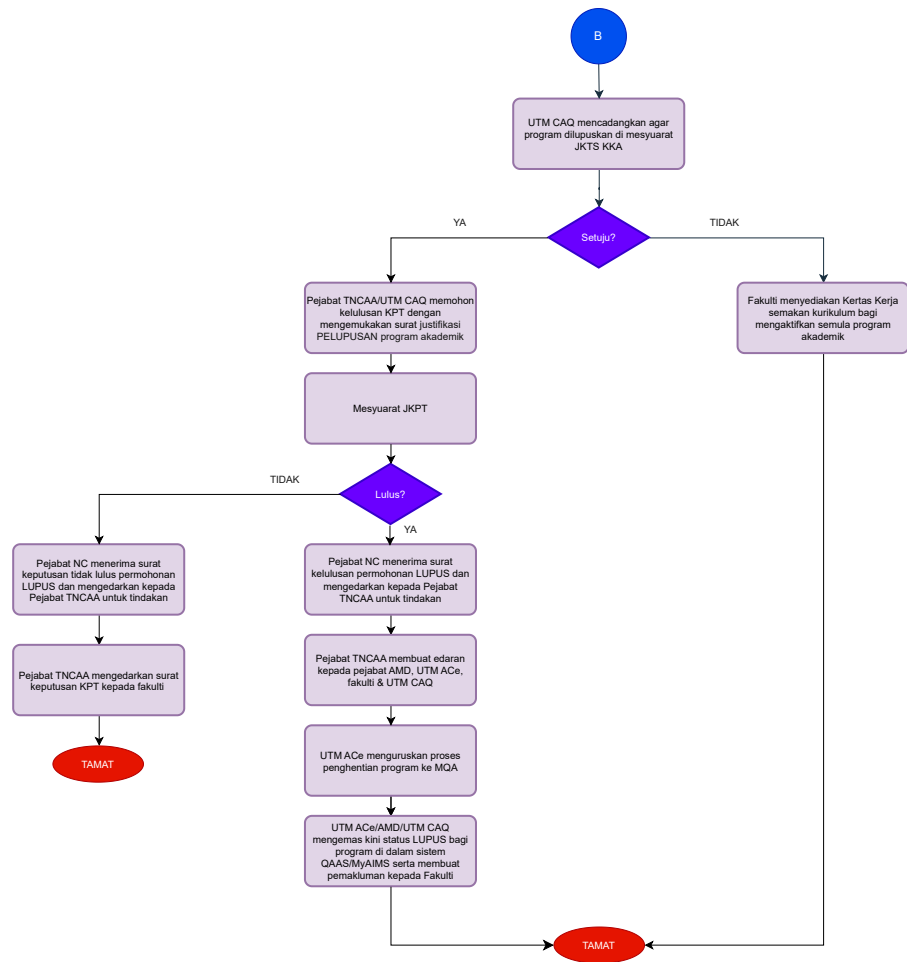 B
UTM CAQ mencadangkan agar
program dilupuskan di mesyuarat
JKTS KKA
YA
TIDAK
Setuju?
Pejabat TNCAA/UTM CAQ memohon
kelulusan KPT dengan
mengemukakan surat justifikasi
PELUPUSAN program akademik
Fakulti menyediakan Kertas Kerja
semakan kurikulum bagi
mengaktifkan semula program
akademik
Mesyuarat JKPT
TIDAK
Lulus?
YA
Pejabat NC menerima surat
keputusan tidak lulus permohonan
LUPUS dan mengedarkan kepada
Pejabat TNCAA untuk tindakan
Pejabat NC menerima surat
kelulusan permohonan LUPUS dan
mengedarkan kepada Pejabat
TNCAA untuk tindakan
Pejabat TNCAA mengedarkan surat
keputusan KPT kepada fakulti
Pejabat TNCAA membuat edaran
kepada pejabat AMD, UTM ACe,
fakulti & UTM CAQ
TAMAT
UTM ACe menguruskan proses
penghentian program ke MQA
UTM ACe/AMD/UTM CAQ
mengemas kini status LUPUS bagi
program di dalam sistem
QAAS/MyAIMS serta membuat
pemakluman kepada Fakulti
TAMAT